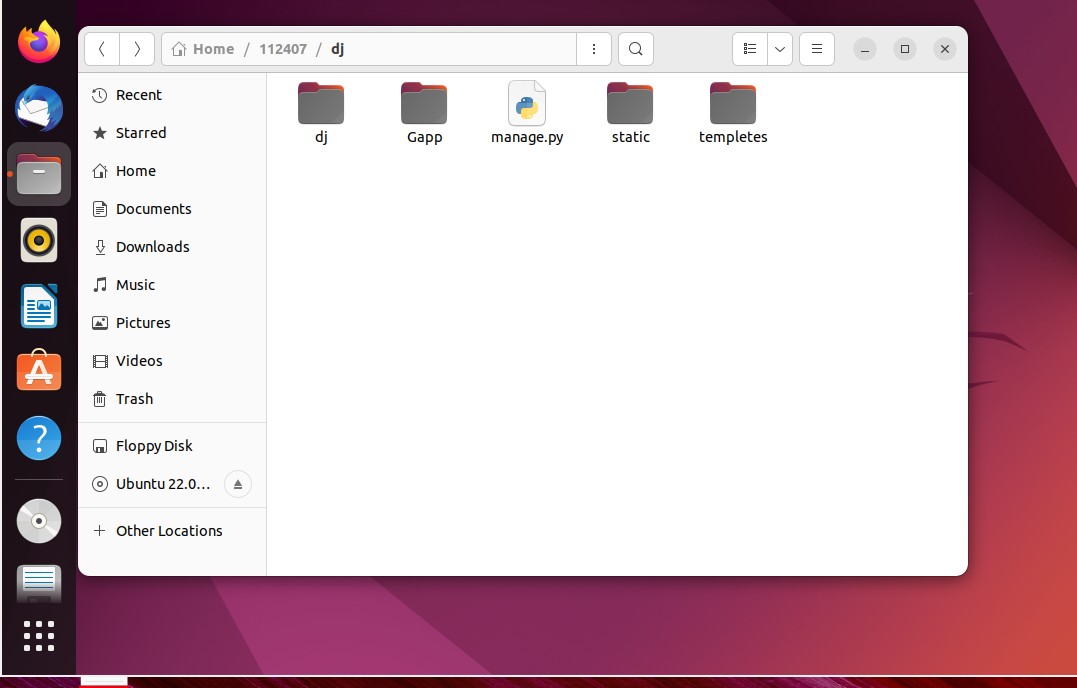 Home / 112407 / dj
Recent
Starred
Home
Documents
Downloads
Music
Pictures
Videos
Trash
Floppy Disk
Ubuntu 22.0...
Other Locations
dj Gapp manage.py static templetes